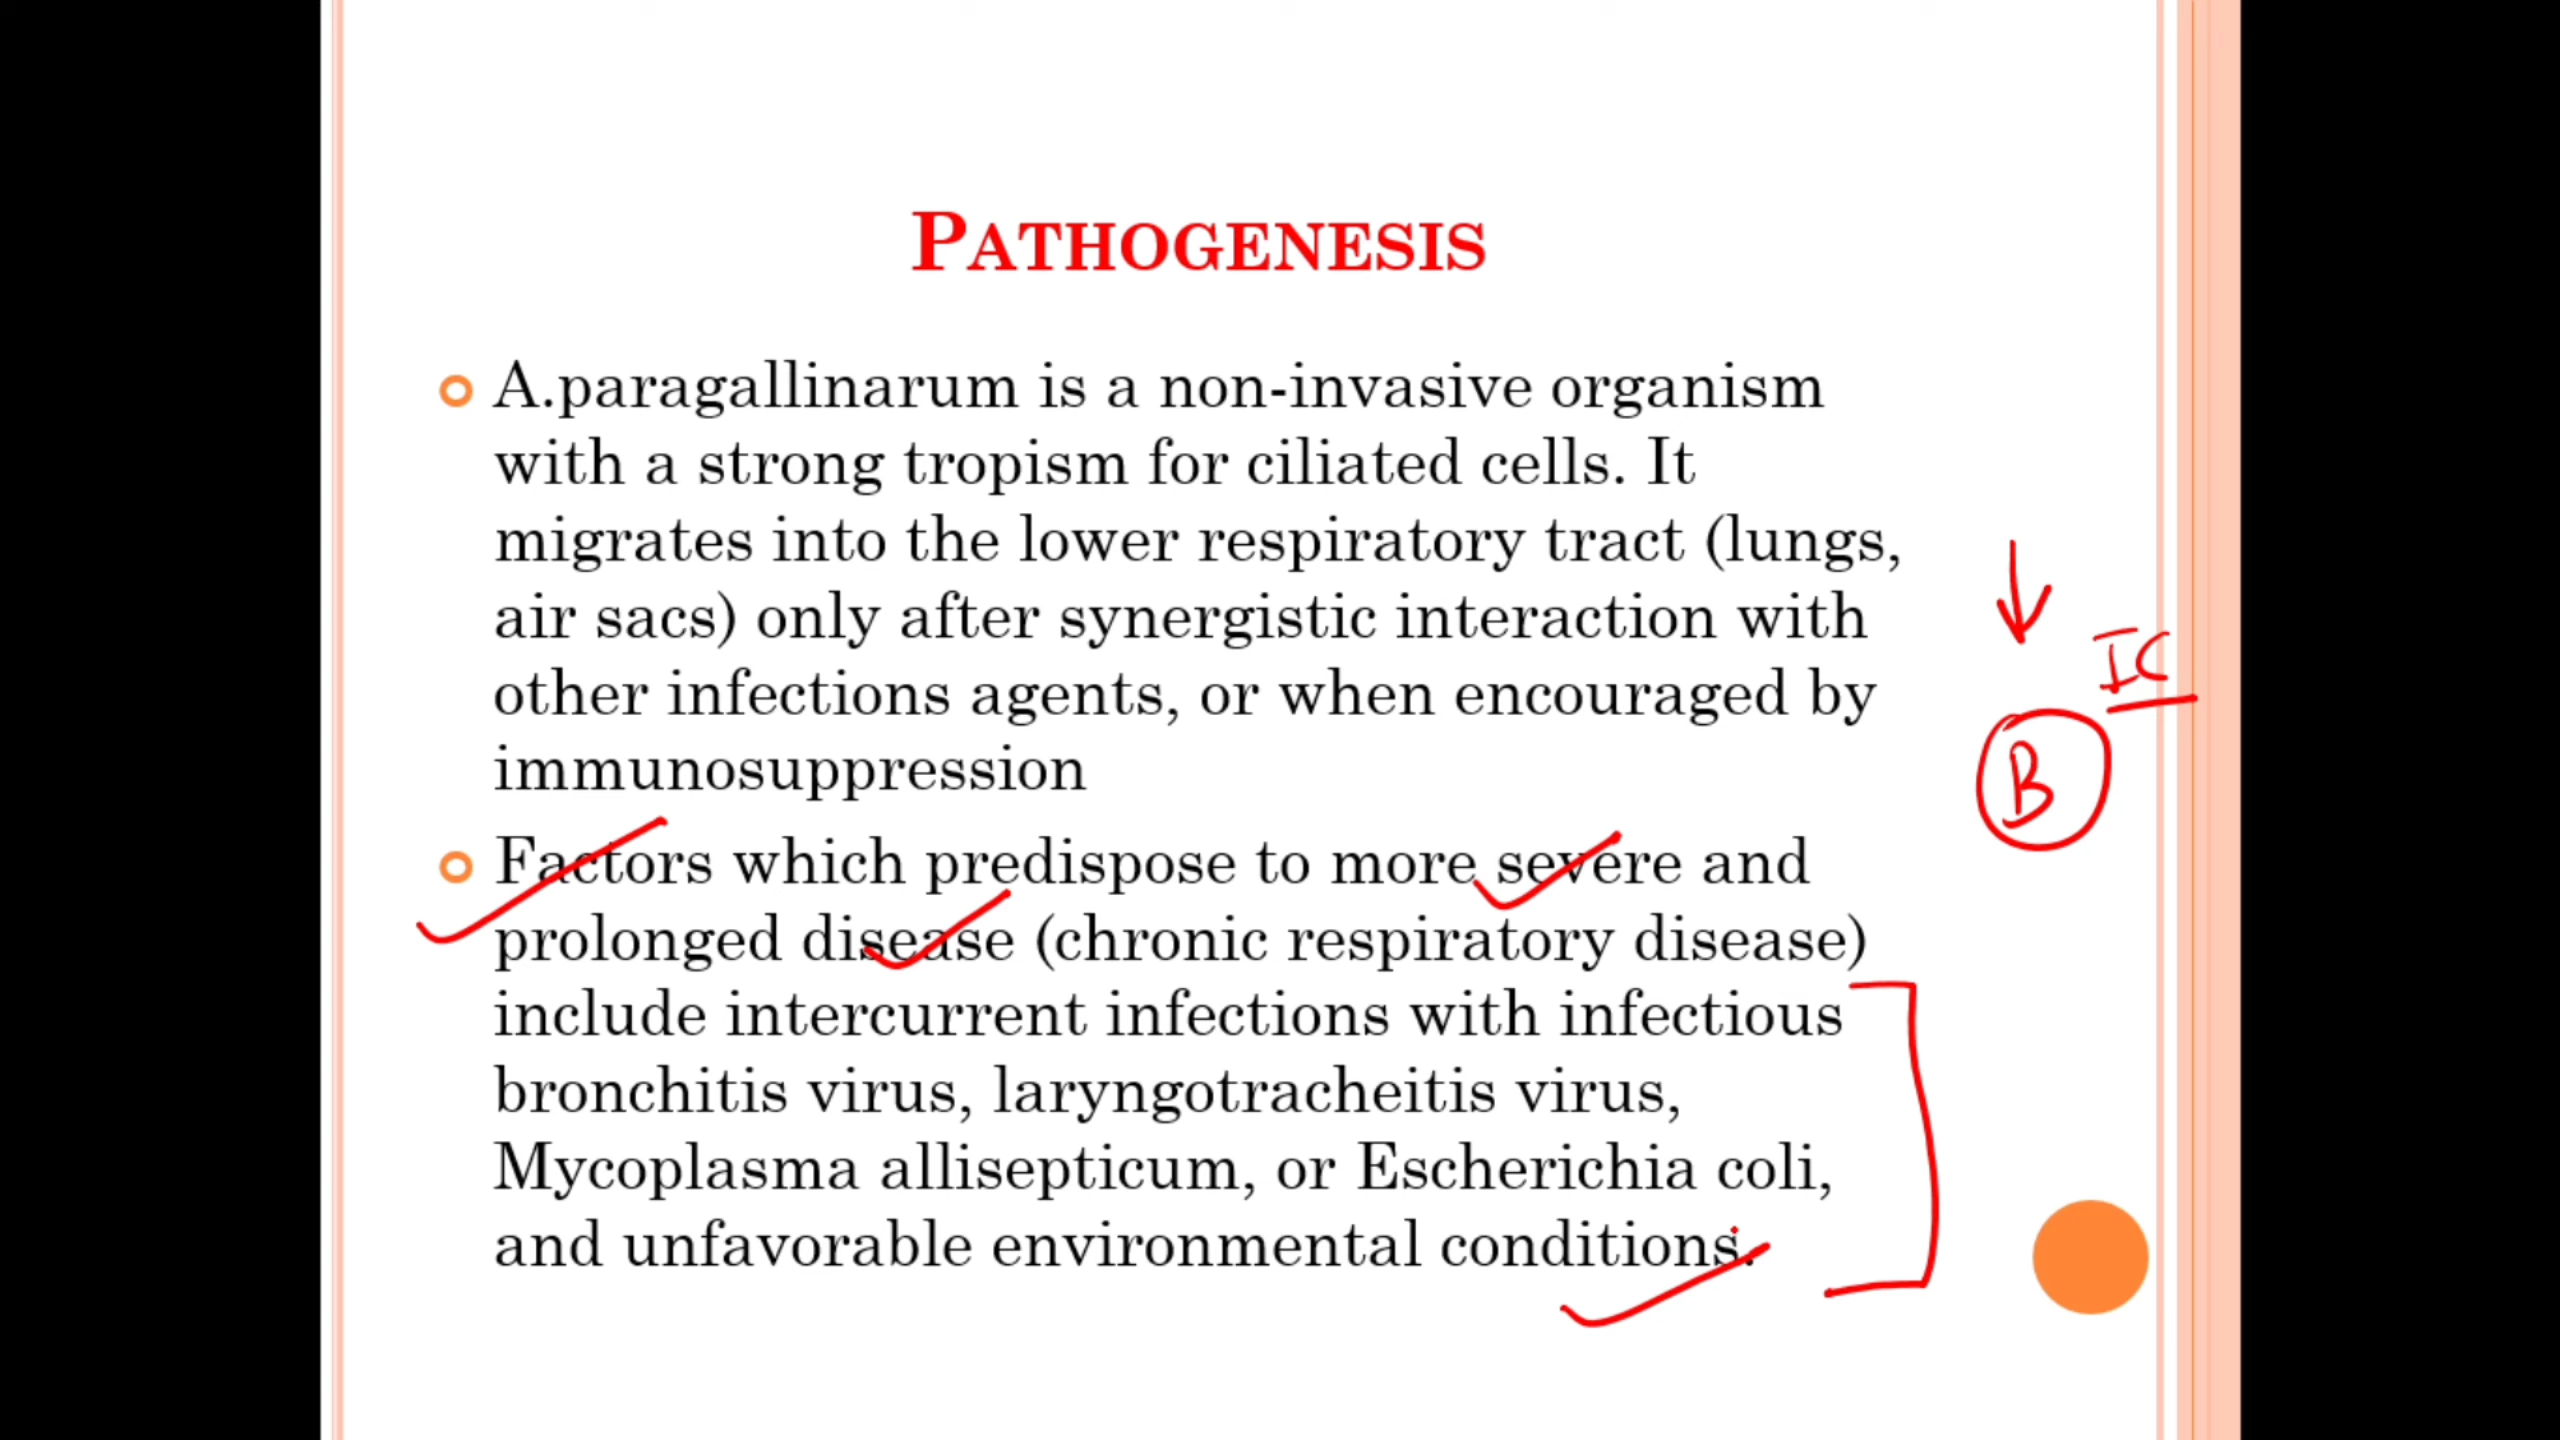 PATHOGENESIS
A.paragallinarum is a non-invasive organism
with a strong tropism for ciliated cells. It
migrates into the lower respiratory tract (lungs,
air sacs) only after synergistic interaction with
other infections agents, or when encouraged by
immunosuppression
Factors which predispose to more severe and
prolonged disease (chronic respiratory disease)
include intercurrent infections with infectious
bronchitis virus, laryngotracheitis virus,
Mycoplasma allisepticum, or Escherichia coli,
and unfavorable environmental conditions.
IC
B